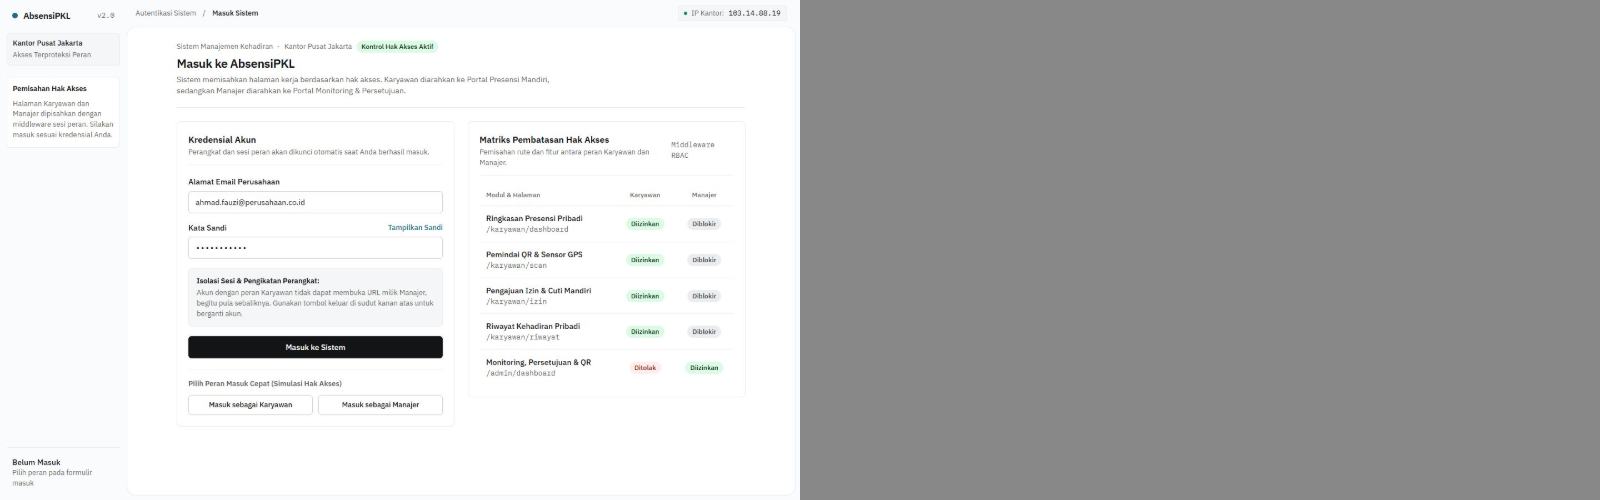 AbsensiPKL v2.0
Kantor Pusat Jakarta
Akses Terproteksi Peran
Pemisahan Hak Akses
Halaman Karyawan dan
Manajer dipisahkan dengan
middleware sesi peran. Silakan
masuk sesuai kredensial Anda.
Belum Masuk
Pilih peran pada formulir
masuk
Autentikasi Sistem / Masuk Sistem
IP Kantor: 103.14.88.19
Sistem Manajemen Kehadiran · Kantor Pusat Jakarta Kontrol Hak Akses Aktif
Masuk ke AbsensiPKL
Sistem memisahkan halaman kerja berdasarkan hak akses. Karyawan diarahkan ke Portal Presensi Mandiri,
sedangkan Manajer diarahkan ke Portal Monitoring & Persetujuan.
Kredensial Akun
Perangkat dan sesi peran akan dikunci otomatis saat Anda berhasil masuk.
Alamat Email Perusahaan
ahmad.fauzi@perusahaan.co.id
Kata Sandi Tampilkan Sandi
•••••••••••
Isolasi Sesi & Pengikatan Perangkat:
Akun dengan peran Karyawan tidak dapat membuka URL milik Manajer,
begitu pula sebaliknya. Gunakan tombol keluar di sudut kanan atas untuk
berganti akun.
Masuk ke Sistem
Pilih Peran Masuk Cepat (Simulasi Hak Akses)
Masuk sebagai Karyawan Masuk sebagai Manajer
Matriks Pembatasan Hak Akses
Pemisahan rute dan fitur antara peran Karyawan dan
Manajer.
Middleware
RBAC
Modul & Halaman Karyawan Manajer
Ringkasan Presensi Pribadi
/karyawan/dashboard
Diizinkan Diblokir
Pemindai QR & Sensor GPS
/karyawan/scan
Diizinkan Diblokir
Pengajuan Izin & Cuti Mandiri
/karyawan/izin
Diizinkan Diblokir
Riwayat Kehadiran Pribadi
/karyawan/riwayat
Diizinkan Diblokir
Monitoring, Persetujuan & QR
/admin/dashboard
Ditolak Diizinkan